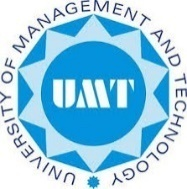 UNIVERSITY OF MANAGEMENT AND TECHNOLOGY
UMT